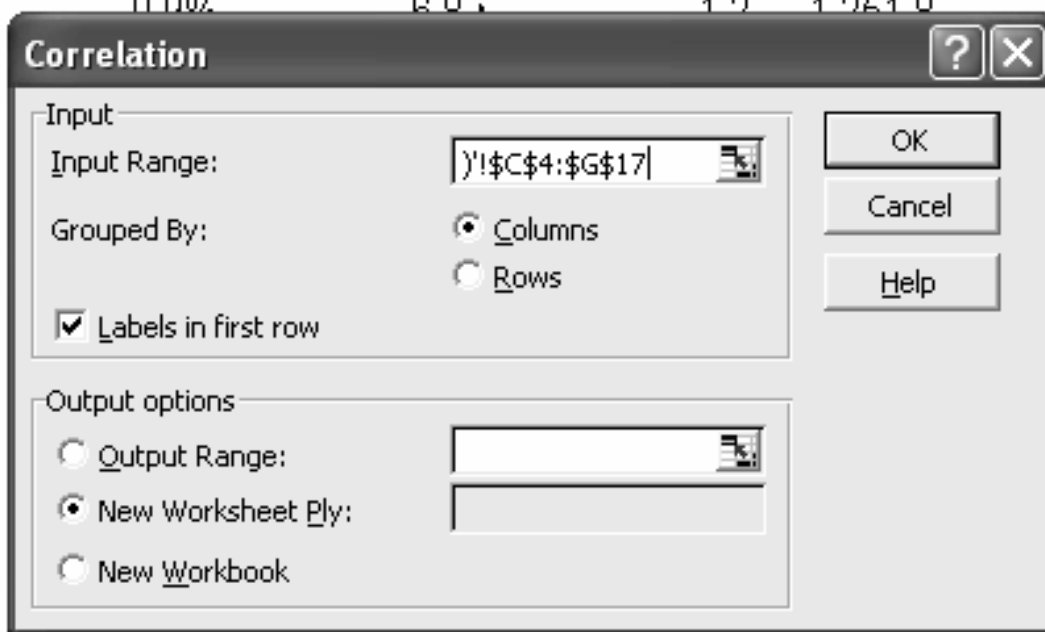 Correlation
Input
Input Range: )'!$C$4:$G$17
OK
Cancel
Grouped By: Columns
Rows
Help
Labels in first row
Output options
Output Range:
New Worksheet Ply:
New Workbook